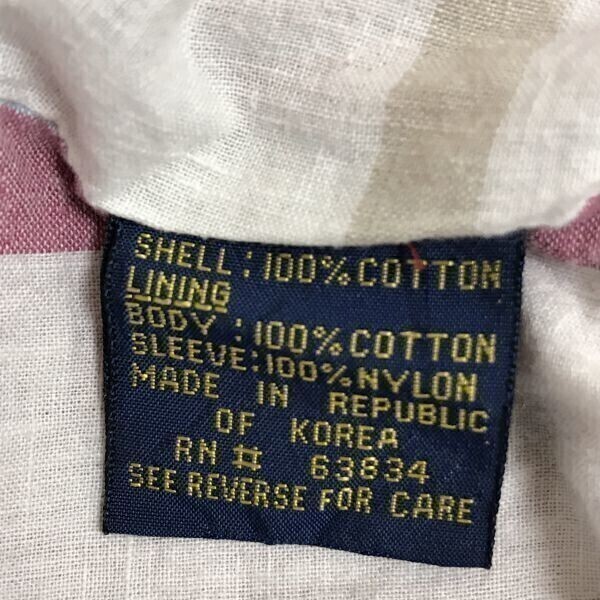 SHELL : 100% COTTON
LINING
BODY : 100% COTTON
SLEEVE : 100% NYLON
MADE IN REPUBLIC
OF KOREA
RN # 63834
SEE REVERSE FOR CARE